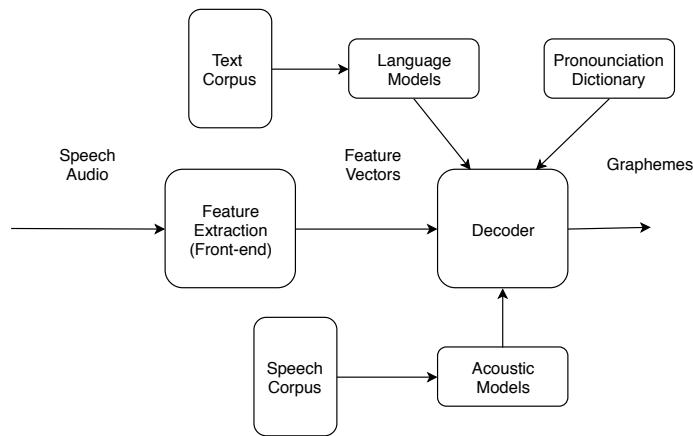 Text
Corpus
Language
Models
Pronounciation
Dictionary
Speech
Audio
Feature
Vectors
Graphemes
Feature
Extraction
(Front-end)
Decoder
Speech
Corpus
Acoustic
Models